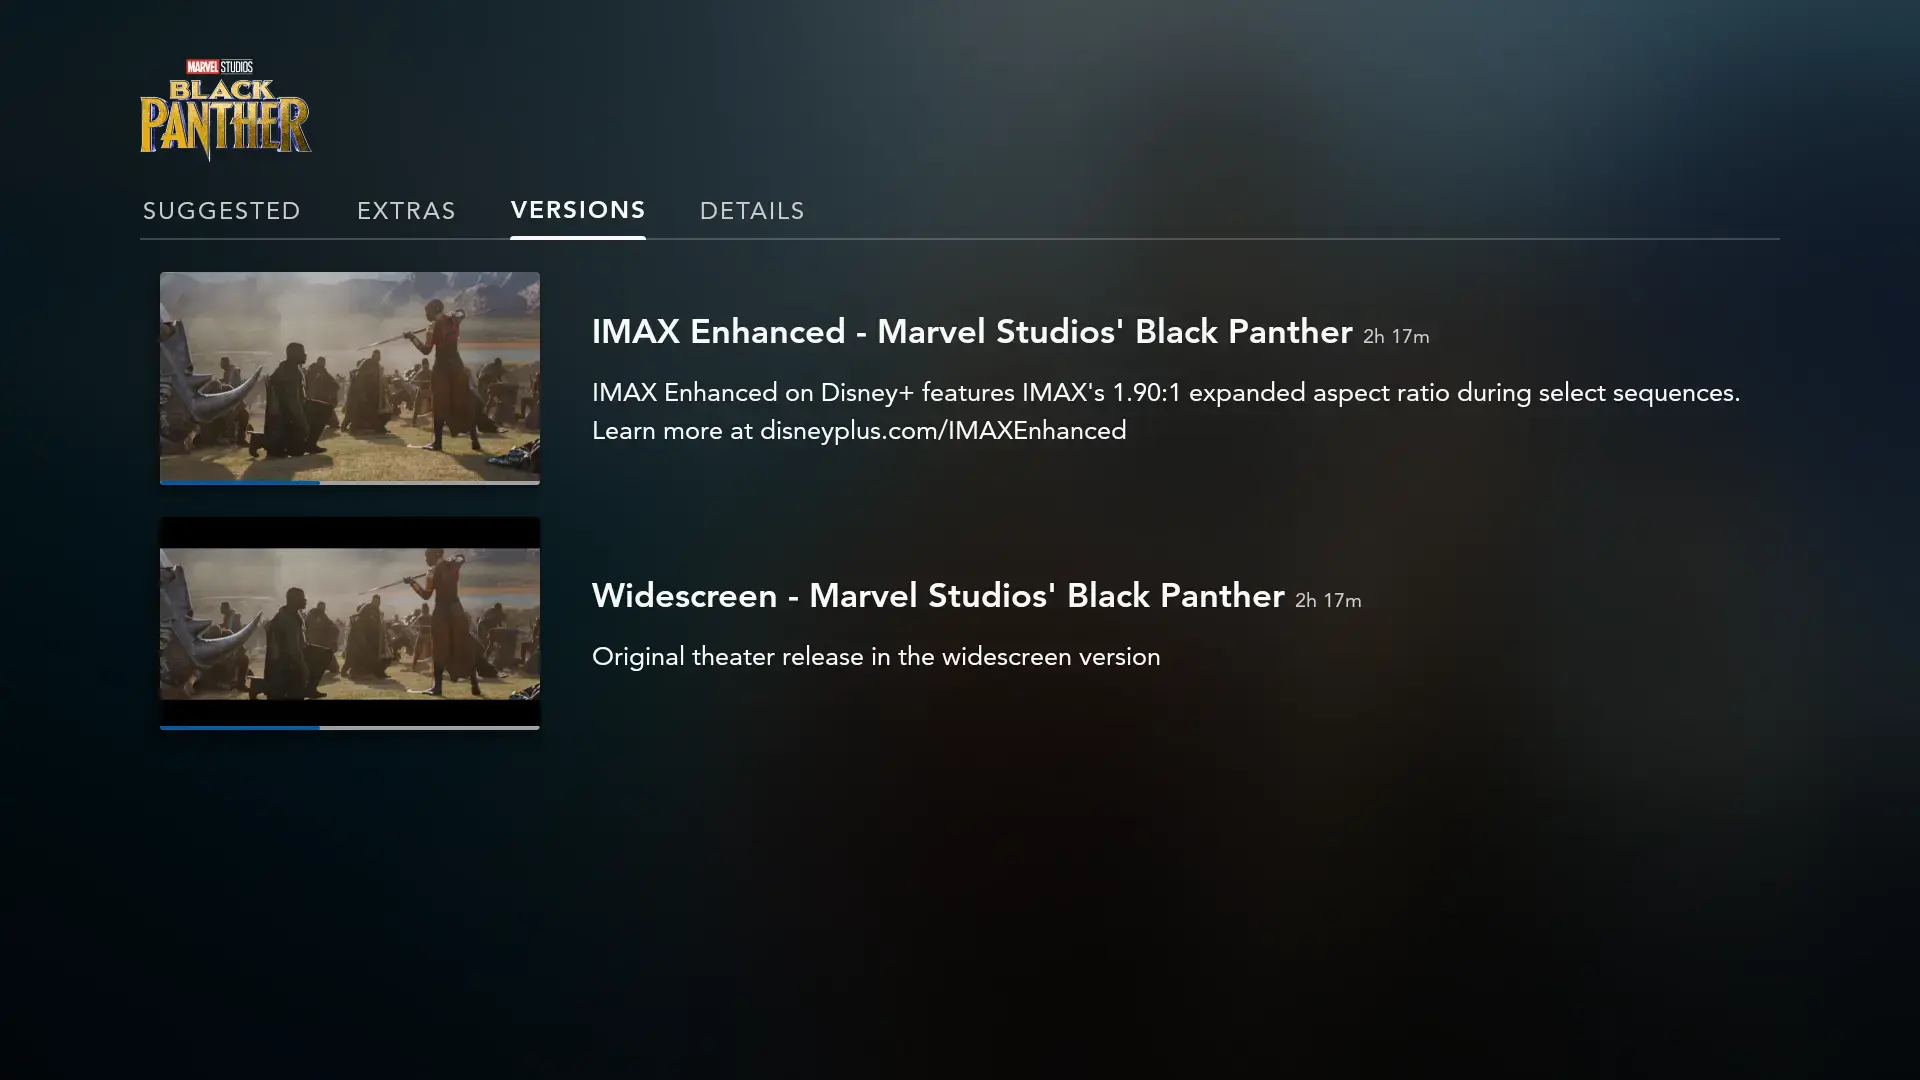 MARVEL STUDIOS
BLACK
PANTHER
SUGGESTED EXTRAS VERSIONS DETAILS
IMAX Enhanced - Marvel Studios' Black Panther 2h 17m
IMAX Enhanced on Disney+ features IMAX's 1.90:1 expanded aspect ratio during select sequences.
Learn more at disneyplus.com/IMAXEnhanced
Widescreen - Marvel Studios' Black Panther 2h 17m
Original theater release in the widescreen version